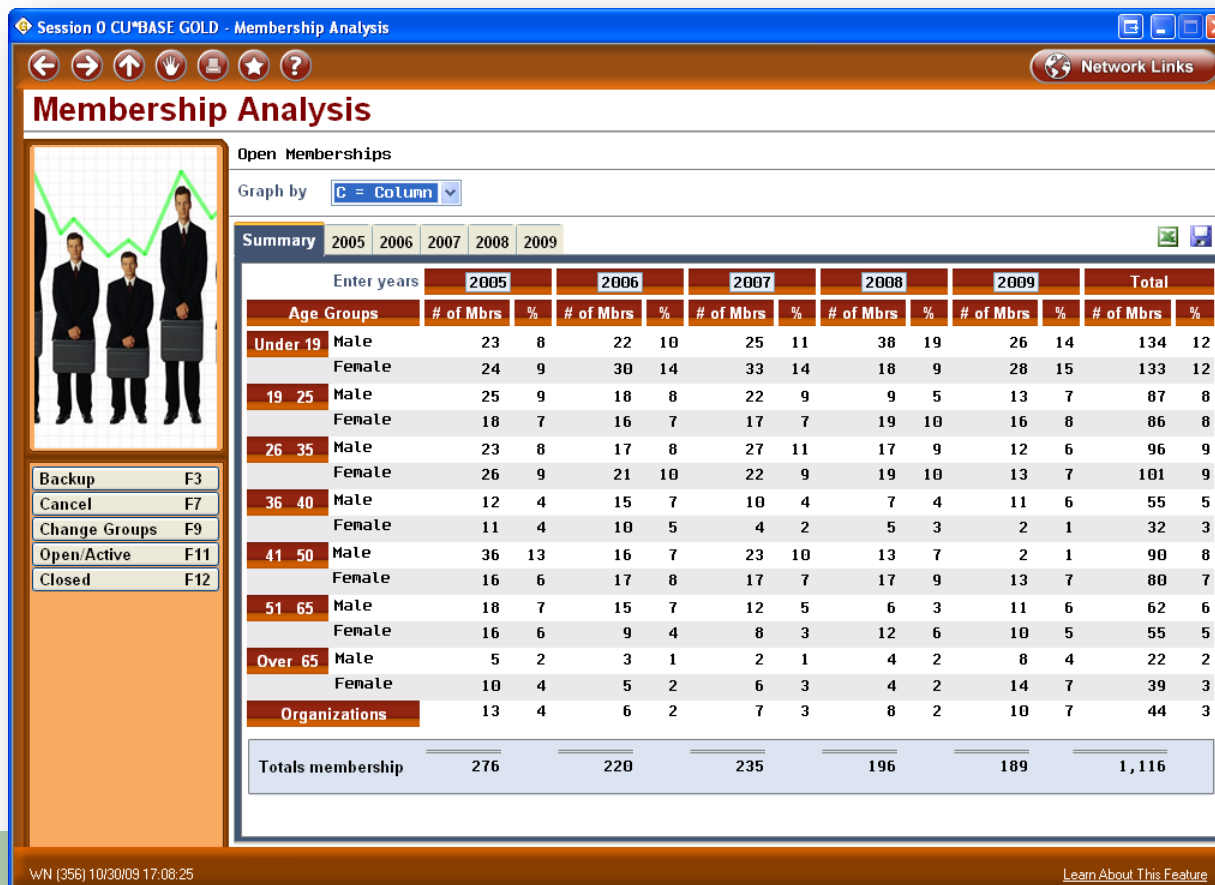 Session 0 CU*BASE GOLD - Membership Analysis
Network Links
Membership Analysis
Open Memberships
Graph by C = Column
Summary 2005 2006 2007 2008 2009
Enter years 2005 2006 2007 2008 2009 Total
Age Groups # of Mbrs % # of Mbrs % # of Mbrs % # of Mbrs % # of Mbrs % # of Mbrs %
Under 19 Male 23 8 22 10 25 11 38 19 26 14 134 12
Female 24 9 30 14 33 14 18 9 28 15 133 12
19 25 Male 25 9 18 8 22 9 9 5 13 7 87 8
Female 18 7 16 7 17 7 19 10 16 8 86 8
26 35 Male 23 8 17 8 27 11 17 9 12 6 96 9
Female 26 9 21 10 22 9 19 10 13 7 101 9
36 40 Male 12 4 15 7 10 4 7 4 11 6 55 5
Female 11 4 10 5 4 2 5 3 2 1 32 3
41 50 Male 36 13 16 7 23 10 13 7 2 1 90 8
Female 16 6 17 8 17 7 17 9 13 7 80 7
51 65 Male 18 7 15 7 12 5 6 3 11 6 62 6
Female 16 6 9 4 8 3 12 6 10 5 55 5
Over 65 Male 5 2 3 1 2 1 4 2 8 4 22 2
Female 10 4 5 2 6 3 4 2 14 7 39 3
Organizations 13 4 6 2 7 3 8 2 10 7 44 3
Totals membership 276 220 235 196 189 1,116
Backup F3
Cancel F7
Change Groups F9
Open/Active F11
Closed F12
WN (356) 10/30/09 17:08:25
Learn About This Feature